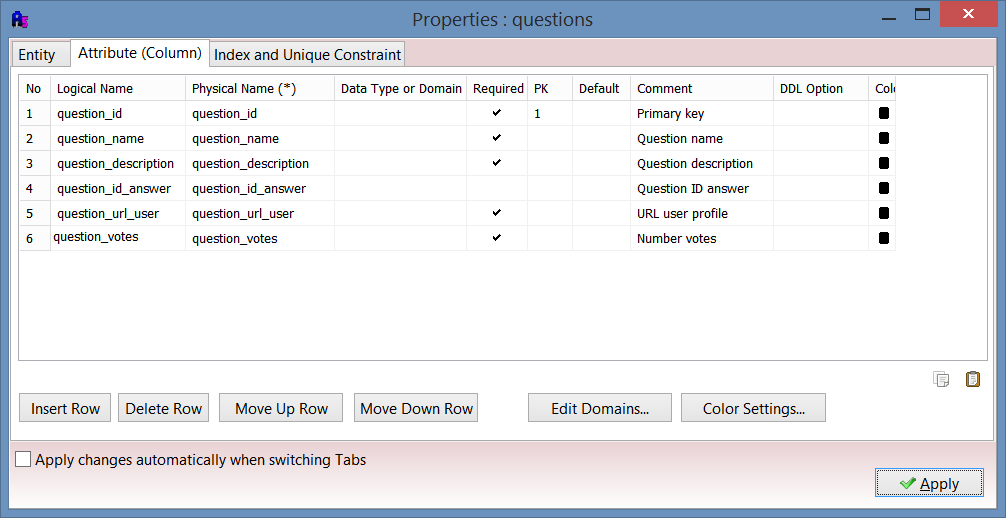 Properties : questions
Entity Attribute (Column) Index and Unique Constraint
No Logical Name Physical Name (*) Data Type or Domain Required PK Default Comment DDL Option Colo
1 question_id question_id ✔ 1 Primary key
2 question_name question_name ✔ Question name
3 question_description question_description ✔ Question description
4 question_id_answer question_id_answer Question ID answer
5 question_url_user question_url_user ✔ URL user profile
6 question_votes question_votes ✔ Number votes
Insert Row Delete Row Move Up Row Move Down Row Edit Domains... Color Settings...
Apply changes automatically when switching Tabs
Apply